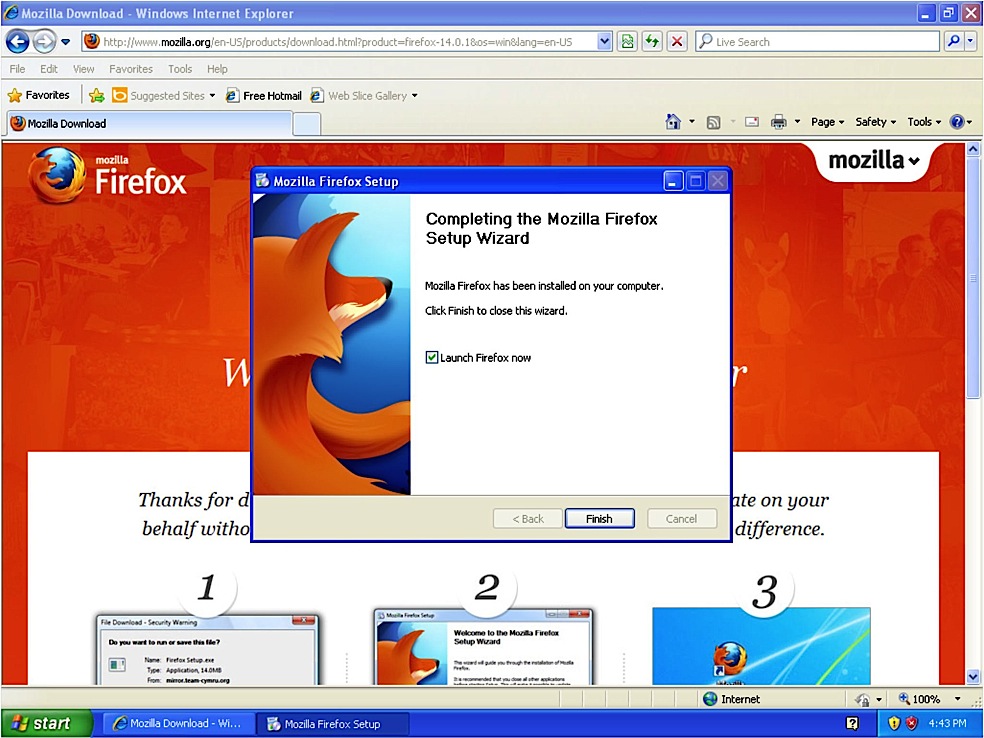 Mozilla Download - Windows Internet Explorer
http://www.mozilla.org/en-US/products/download.html?product=firefox-14.0.1&os=win&lang=en-US
Live Search
File Edit View Favorites Tools Help
Favorites Suggested Sites Free Hotmail Web Slice Gallery
Mozilla Download
Page Safety Tools
mozilla
Firefox
mozilla
Mozilla Firefox Setup
Completing the Mozilla Firefox
Setup Wizard
Mozilla Firefox has been installed on your computer.
Click Finish to close this wizard.
Launch Firefox now
< Back Finish Cancel
W
r
Thanks for d
ate on your
behalf witho
difference.
1 2 3
File Download - Security Warning
Do you want to run or save this file?
Name: Firefox Setup.exe
Type: Application, 14.0MB
From: mirror.team-cymru.org
Mozilla Firefox Setup
Welcome to the Mozilla Firefox
Setup Wizard
This wizard will guide you through the installation of Mozilla
Firefox.
It is recommended that you close all other applications
Internet 100%
start Mozilla Download - Wi... Mozilla Firefox Setup 4:43 PM